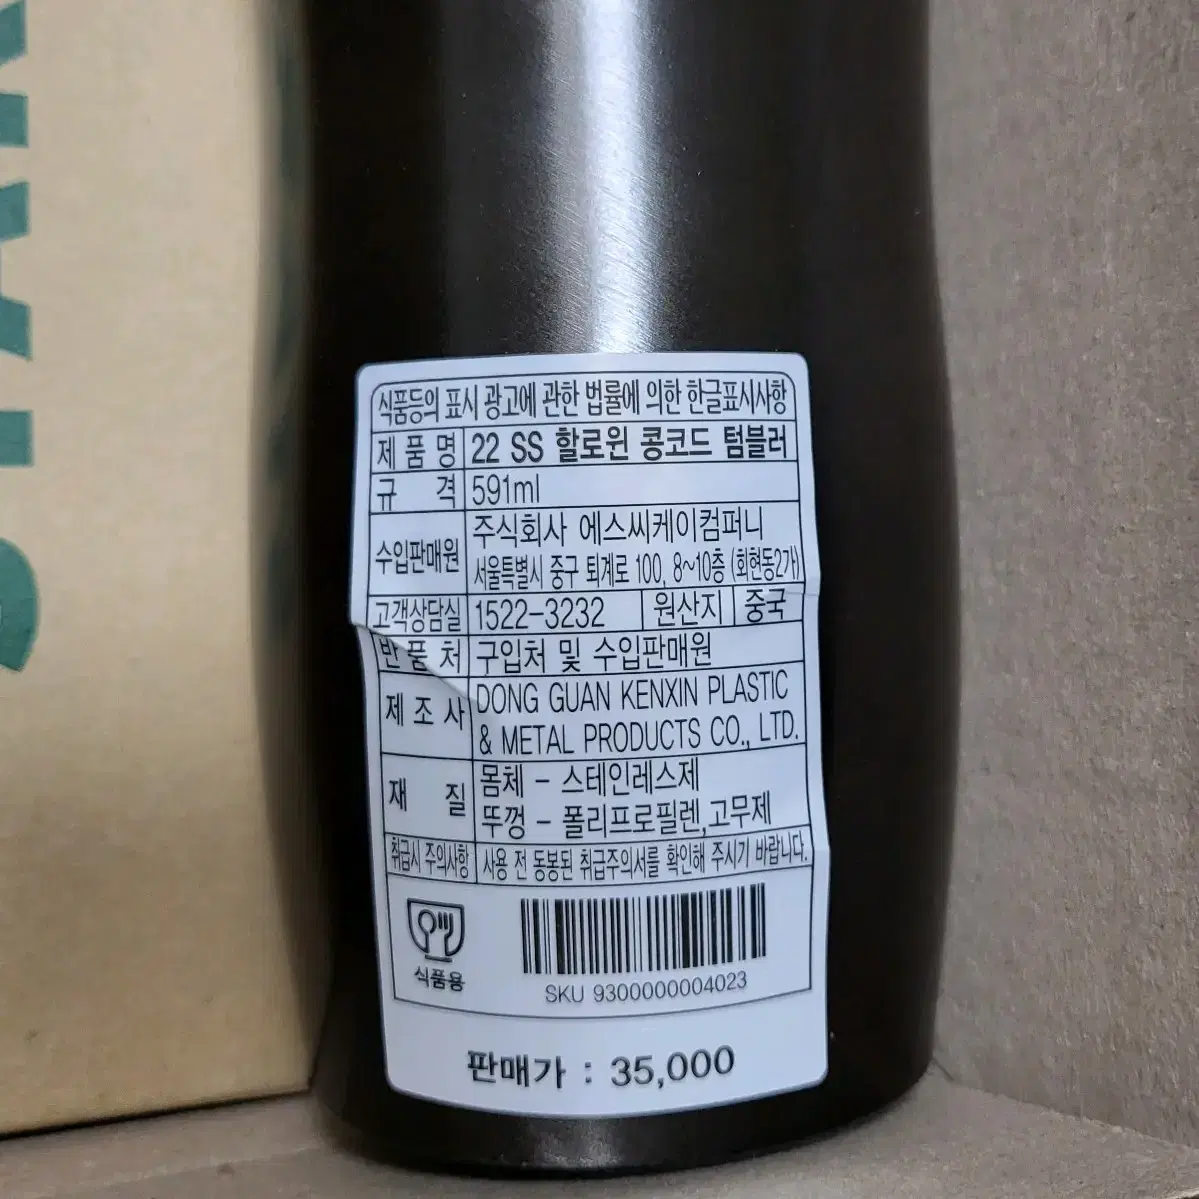 식품등의 표시 광고에 관한 법률에 의한 한글표시사항
제품명 22 SS 할로윈 콩코드 텀블러
규격 591ml
수입판매원 주식회사 에스씨케이컴퍼니
서울특별시 중구 퇴계로 100, 8~10층 (회현동2가)
고객상담실 1522-3232 원산지 중국
반품처 구입처 및 수입판매원
제조사 DONG GUAN KENXIN PLASTIC
& METAL PRODUCTS CO., LTD.
재질 몸체 - 스테인레스제
뚜껑 - 폴리프로필렌,고무제
취급시 주의사항 사용 전 동봉된 취급주의서를 확인해 주시기 바랍니다.
식품용
SKU 9300000004023
판매가 : 35,000